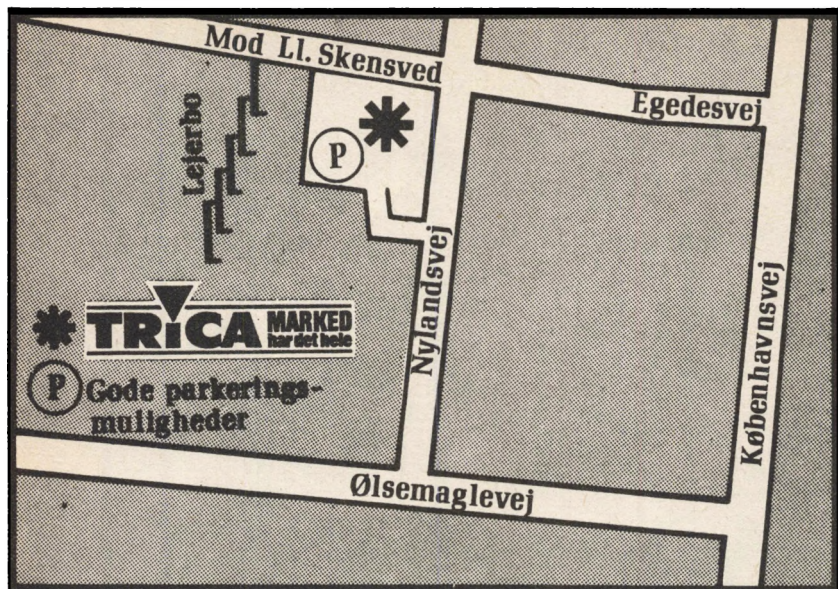 Mod Ll. Skensved
Egedesvej
Lejerbo
P
Nylandsvej
Københavnsvej
TRiCA MARKED
har det hele
P Gode parkerings-
muligheder
Ølsemaglevej